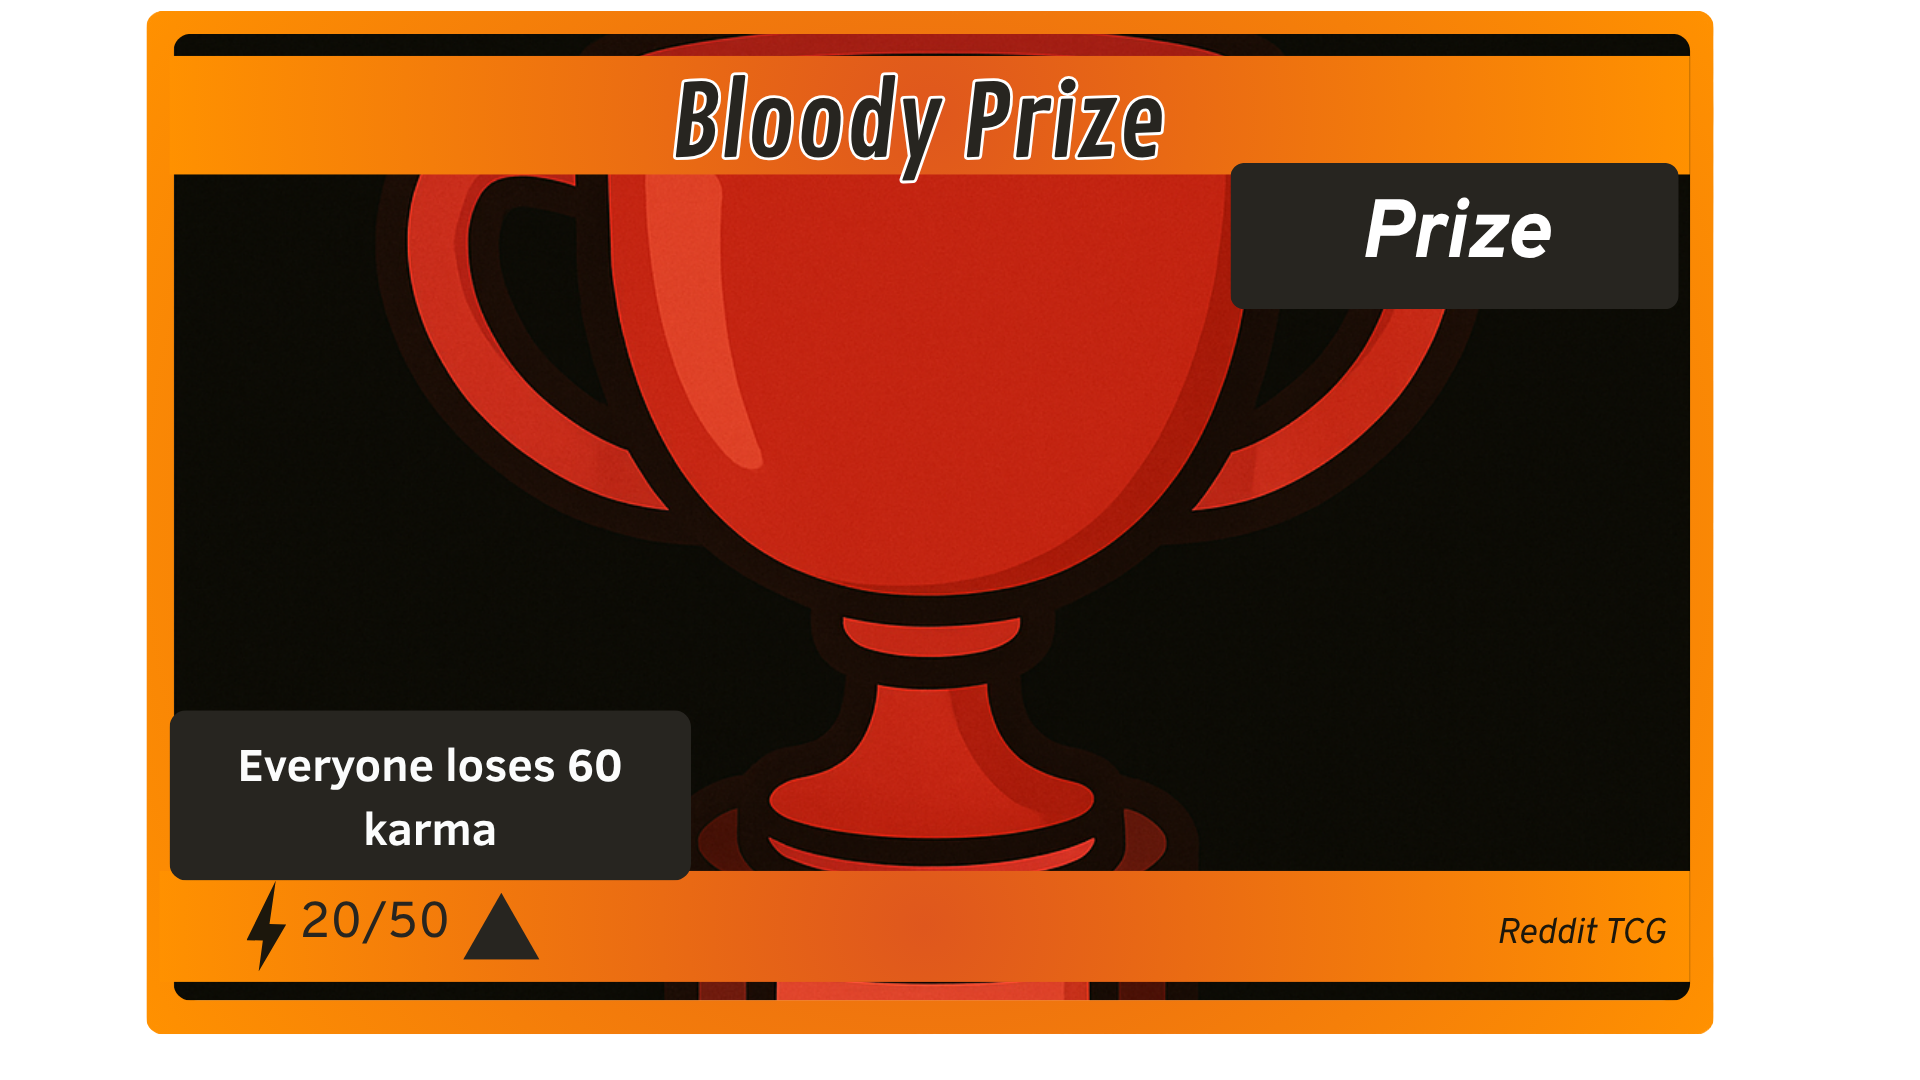 Bloody Prize
Prize
Everyone loses 60
karma
20/50
Reddit TCG